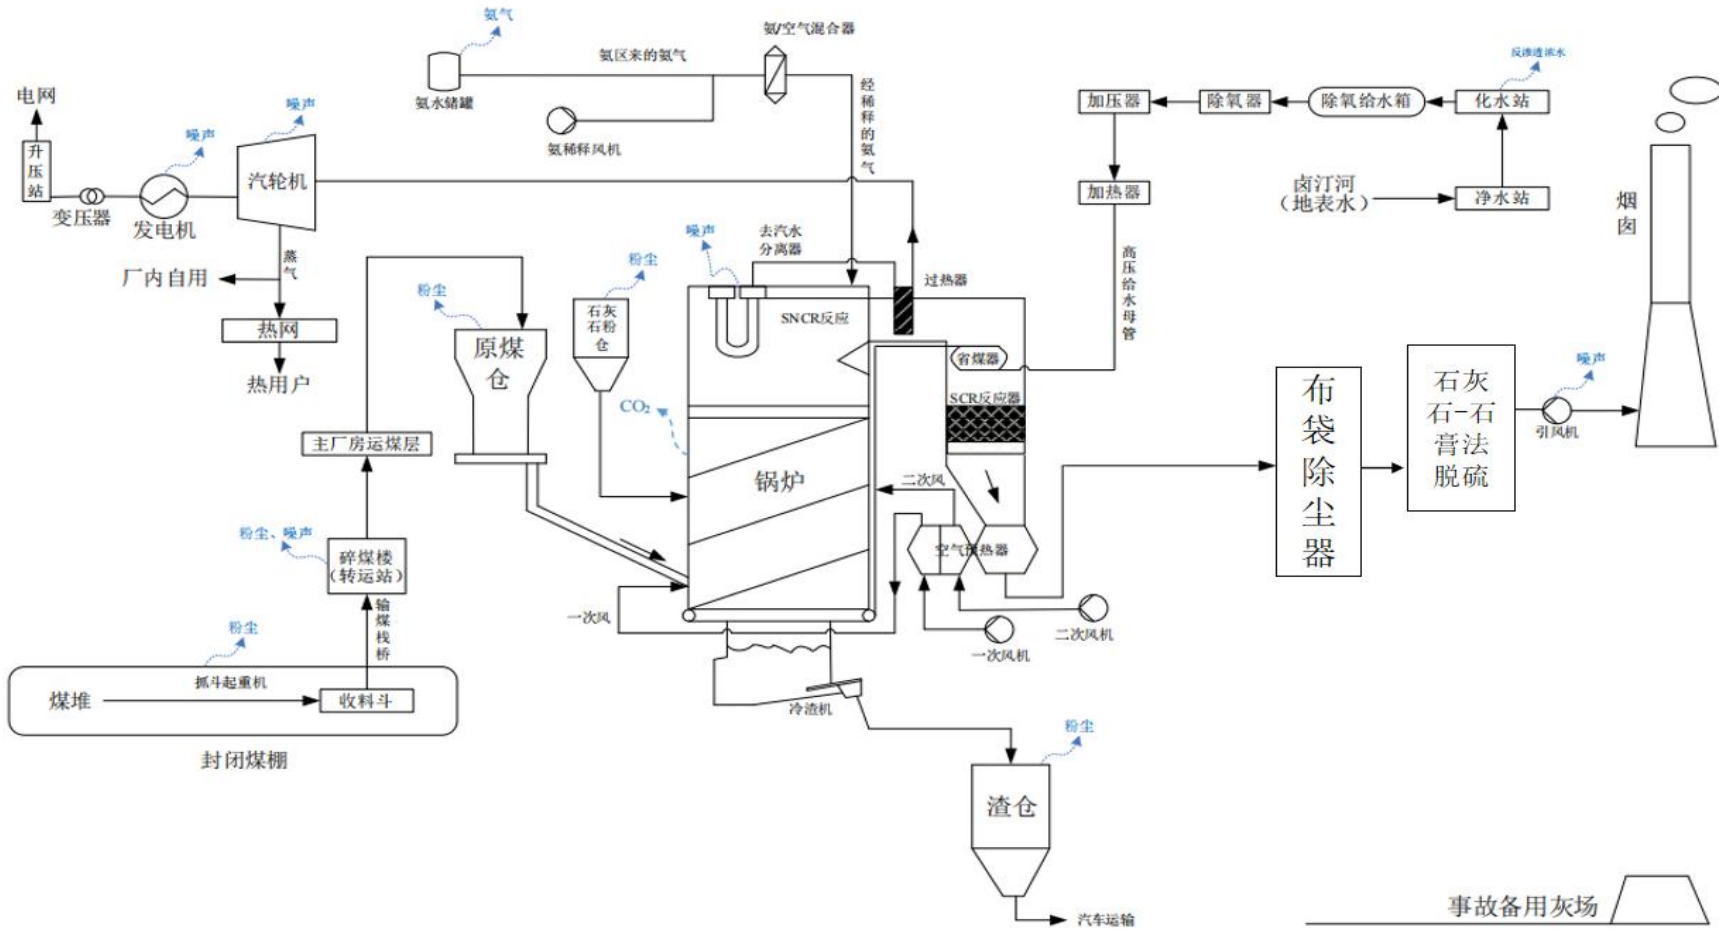 氨气
氨/空气混合器
氨区来的氨气
氨水储罐
氨稀释风机
经稀释的氨气
反渗透浓水
加压器
除氧器
除氧给水箱
化水站
加热器
卤汀河
(地表水)
净水站
高压给水母管
烟囱
电网
噪声
噪声
升压站
汽轮机
变压器
发电机
蒸气
厂内自用
热网
热用户
噪声
去汽水
分离器
粉尘
粉尘
石灰
石粉
仓
过热器
SNCR反应
原煤
仓
省煤器
SCR反应器
CO₂
主厂房运煤层
锅炉
二次风
布袋除尘器
石灰
石-石
膏法
脱硫
噪声
引风机
粉尘、噪声
碎煤楼
(转运站)
空气预热器
输煤栈桥
一次风
二次风机
一次风机
粉尘
抓斗起重机
煤堆
收料斗
冷渣机
封闭煤棚
粉尘
渣仓
汽车运输
事故备用灰场